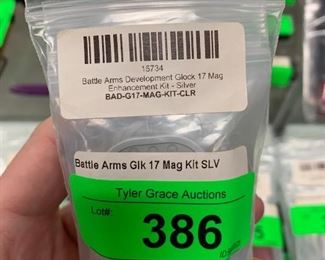 15734
Battle Arms Development Glock 17 Mag
Enhancement Kit - Silver
BAD-G17-MAG-KIT-CLR
Battle Arms Glk 17 Mag Kit SLV
Tyler Grace Auctions
Lot#:
386